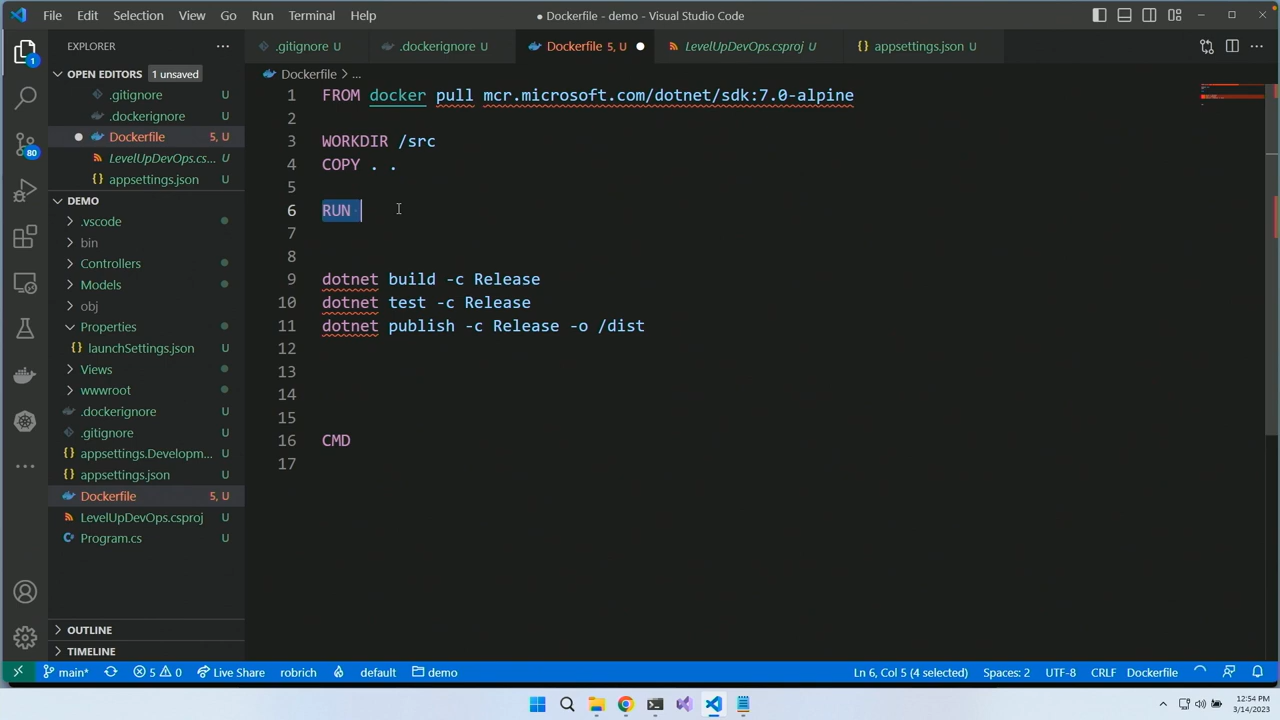 File Edit Selection View Go Run Terminal Help
● Dockerfile - demo - Visual Studio Code
EXPLORER
.gitignore U
.dockerignore U
Dockerfile 5, U
LevelUpDevOps.csproj U
appsettings.json U
OPEN EDITORS 1 unsaved
.gitignore U
.dockerignore U
Dockerfile 5, U
LevelUpDevOps.cs... U
appsettings.json U
DEMO
.vscode
bin
Controllers
Models
obj
Properties
launchSettings.json U
Views
wwwroot
.dockerignore U
.gitignore U
appsettings.Developm... U
appsettings.json U
Dockerfile 5, U
LevelUpDevOps.csproj U
Program.cs U
OUTLINE
TIMELINE
1
80
Dockerfile > ...
1 FROM docker pull mcr.microsoft.com/dotnet/sdk:7.0-alpine
2
3 WORKDIR /src
4 COPY . .
5
6 RUN
7
8
9 dotnet build -c Release
10 dotnet test -c Release
11 dotnet publish -c Release -o /dist
12
13
14
15
16 CMD
17
main* 5 0 Live Share robrich default demo
Ln 6, Col 5 (4 selected) Spaces: 2 UTF-8 CRLF Dockerfile
12:54 PM
3/14/2023